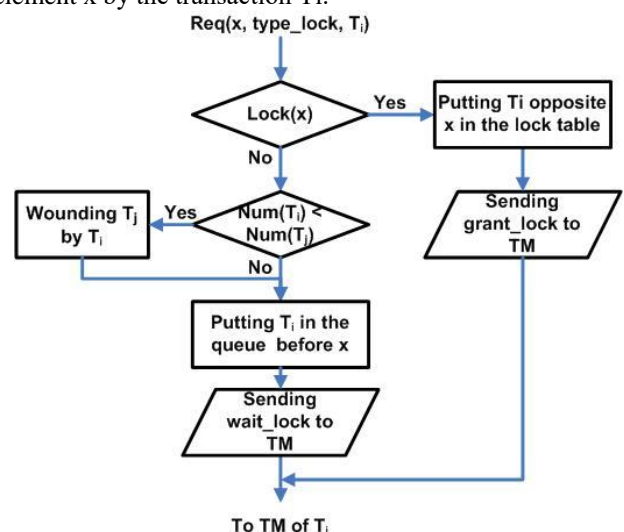 element x by the transaction Ti.
Req(x, type_lock, Ti)
Lock(x)
Yes
Putting Ti opposite
x in the lock table
No
Sending
grant_lock to
TM
Num(Ti) <
Num(Tj)
Yes
Wounding Tj
by Ti
No
Putting Ti in the
queue before x
Sending
wait_lock to
TM
To TM of Ti